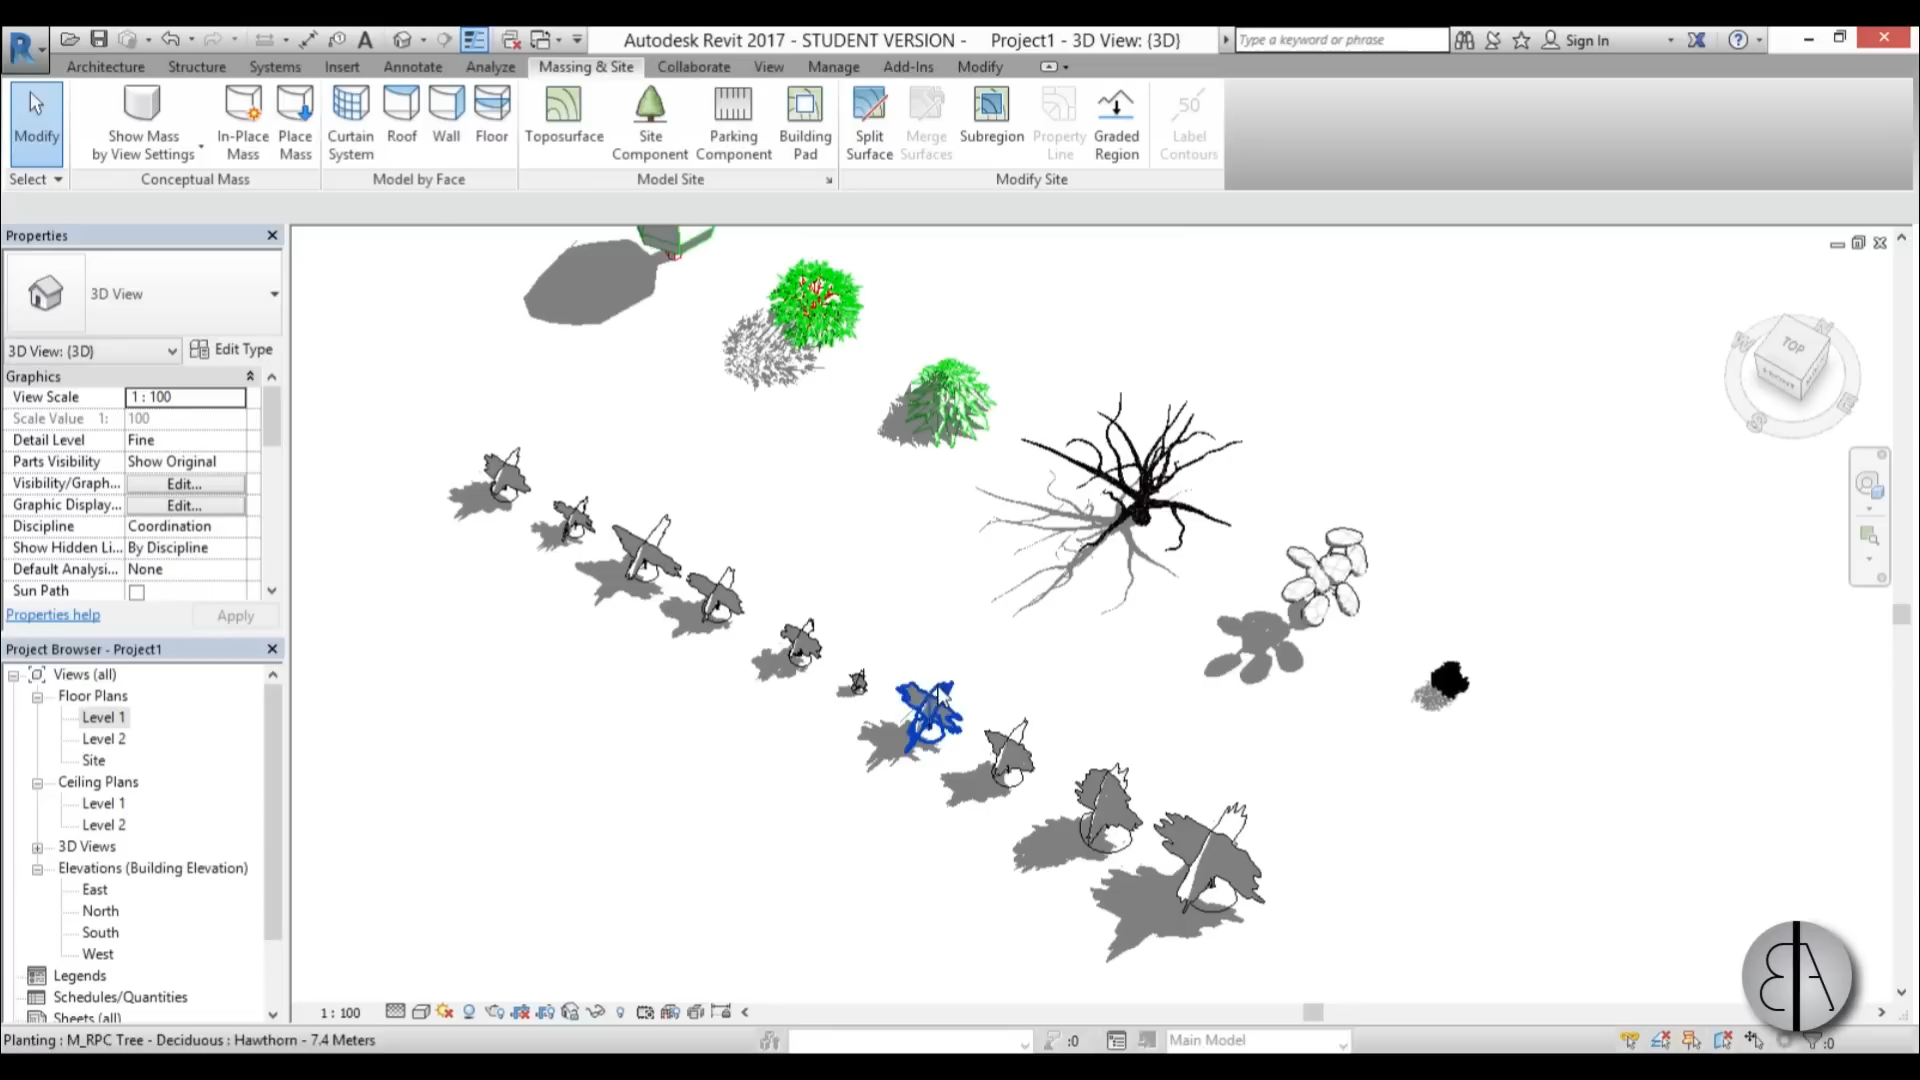 Autodesk Revit 2017 - STUDENT VERSION - Project1 - 3D View: {3D}
Type a keyword or phrase
Sign In
Architecture Structure Systems Insert Annotate Analyze Massing & Site Collaborate View Manage Add-Ins Modify
Modify
Show Mass
by View Settings
In-Place
Mass
Place
Mass
Curtain
System
Roof
Wall
Floor
Toposurface
Site
Component
Parking
Component
Building
Pad
Split
Surface
Merge
Surfaces
Subregion
Property
Line
Graded
Region
50
Label
Contours
Select
Conceptual Mass
Model by Face
Model Site
Modify Site
Properties
3D View
3D View: {3D}
Edit Type
Graphics
View Scale 1 : 100
Scale Value 1: 100
Detail Level Fine
Parts Visibility Show Original
Visibility/Graph... Edit...
Graphic Display... Edit...
Discipline Coordination
Show Hidden Li... By Discipline
Default Analysi... None
Sun Path
Properties help
Apply
Project Browser - Project1
Views (all)
Floor Plans
Level 1
Level 2
Site
Ceiling Plans
Level 1
Level 2
3D Views
Elevations (Building Elevation)
East
North
South
West
Legends
Schedules/Quantities
Sheets (all)
TOP
FRONT
N
W
S
E
1 : 100
Planting : M_RPC Tree - Deciduous : Hawthorn - 7.4 Meters
:0
Main Model
:0